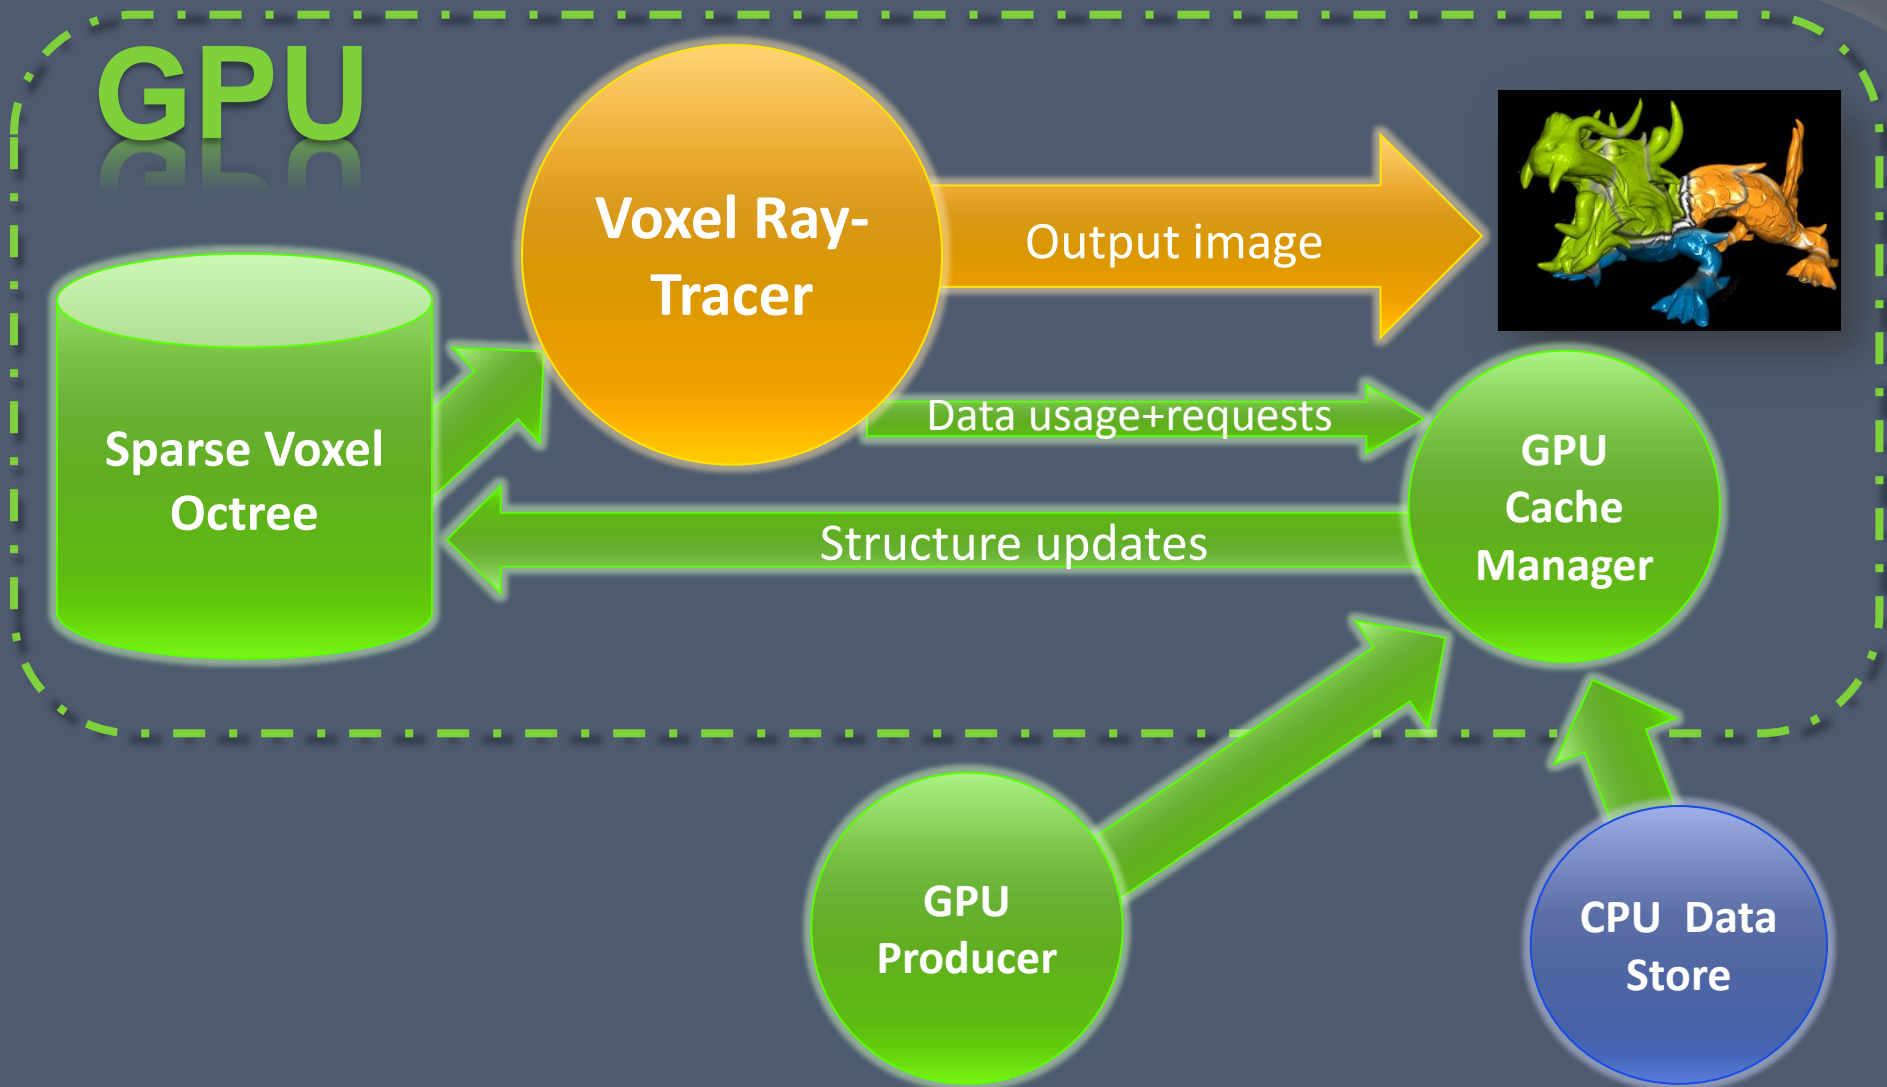 GPU
Voxel Ray-
Tracer
Output image
Sparse Voxel
Octree
Data usage+requests
GPU
Cache
Manager
Structure updates
GPU
Producer
CPU  Data
Store